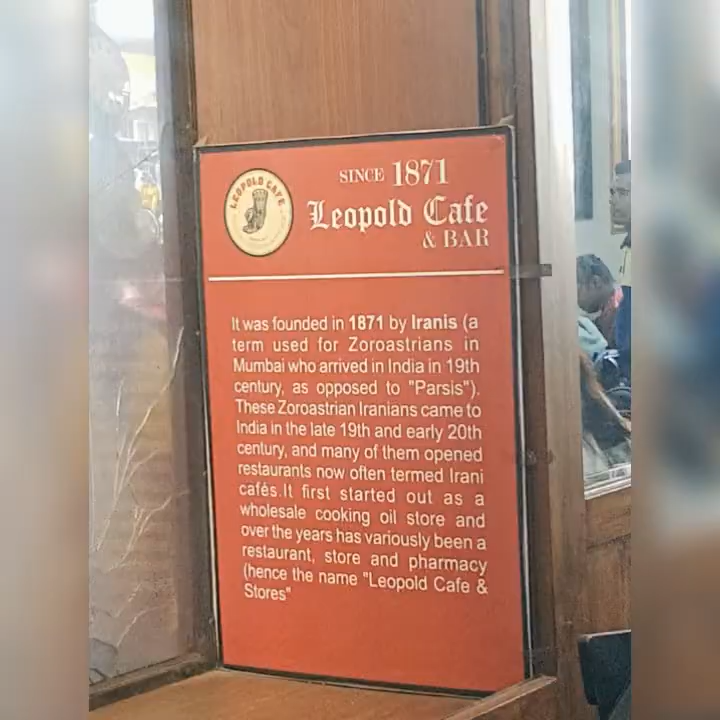 LEOPOLD CAFE
SINCE 1871
Leopold Cafe
& BAR
It was founded in 1871 by Iranis (a
term used for Zoroastrians in
Mumbai who arrived in India in 19th
century, as opposed to "Parsis").
These Zoroastrian Iranians came to
India in the late 19th and early 20th
century, and many of them opened
restaurants now often termed Irani
cafés.It first started out as a
wholesale cooking oil store and
over the years has variously been a
restaurant, store and pharmacy
(hence the name "Leopold Cafe &
Stores"